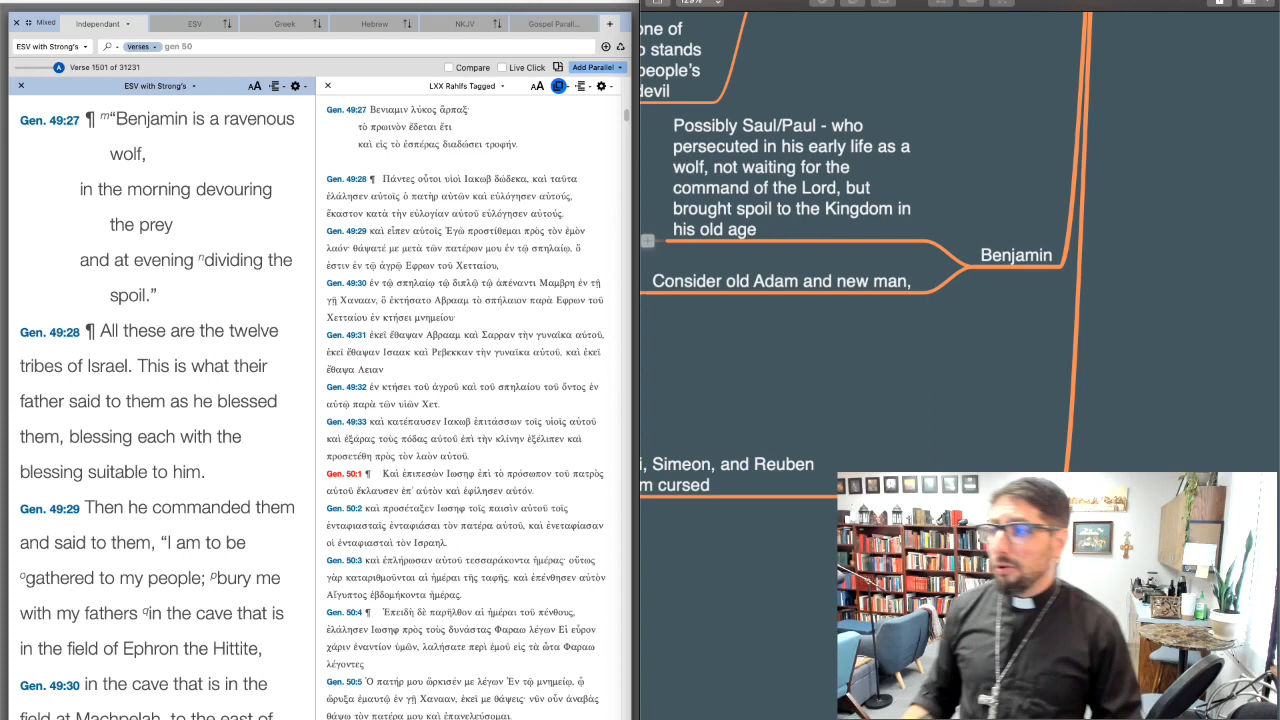 Mixed
Independant
ESV
Greek
Hebrew
NKJV
Gospel Parall...
129%
ESV with Strong's
Verses
gen 50
Verse 1501 of 31231
Compare
Live Click
Add Parallel
ESV with Strong's
AA
LXX Rahlfs Tagged
AA
Gen. 49:27 ¶ m“Benjamin is a ravenous
wolf,
in the morning devouring
the prey
and at evening ndividing the
spoil.”
Gen. 49:28 ¶ All these are the twelve
tribes of Israel. This is what their
father said to them as he blessed
them, blessing each with the
blessing suitable to him.
Gen. 49:29 Then he commanded them
and said to them, “I am to be
ogathered to my people; pbury me
with my fathers qin the cave that is
in the field of Ephron the Hittite,
Gen. 49:30 in the cave that is in the
field at Machpelah, to the east of
Gen. 49:27 Βενιαμιν λύκος ἅρπαξ·
τὸ πρωινὸν ἔδεται ἔτι
καὶ εἰς τὸ ἑσπέρας διαδώσει τροφήν.
Gen. 49:28 ¶ Πάντες οὗτοι υἱοὶ Ιακωβ δώδεκα, καὶ ταῦτα
ἐλάλησεν αὐτοῖς ὁ πατὴρ αὐτῶν καὶ εὐλόγησεν αὐτούς,
ἕκαστον κατὰ τὴν εὐλογίαν αὐτοῦ εὐλόγησεν αὐτούς.
Gen. 49:29 καὶ εἶπεν αὐτοῖς Ἐγὼ προστίθεμαι πρὸς τὸν ἐμὸν
λαόν· θάψατέ με μετὰ τῶν πατέρων μου ἐν τῷ σπηλαίῳ, ὅ
ἐστιν ἐν τῷ ἀγρῷ Εφρων τοῦ Χετταίου,
Gen. 49:30 ἐν τῷ σπηλαίῳ τῷ διπλῷ τῷ ἀπέναντι Μαμβρη ἐν τῇ
γῇ Χανααν, ὃ ἐκτήσατο Αβρααμ τὸ σπήλαιον παρὰ Εφρων τοῦ
Χετταίου ἐν κτήσει μνημείου·
Gen. 49:31 ἐκεῖ ἔθαψαν Αβρααμ καὶ Σαρραν τὴν γυναῖκα αὐτοῦ,
ἐκεῖ ἔθαψαν Ισαακ καὶ Ρεβεκκαν τὴν γυναῖκα αὐτοῦ, καὶ ἐκεῖ
ἔθαψα Λειαν
Gen. 49:32 ἐν κτήσει τοῦ ἀγροῦ καὶ τοῦ σπηλαίου τοῦ ὄντος ἐν
αὐτῷ παρὰ τῶν υἱῶν Χετ.
Gen. 49:33 καὶ κατέπαυσεν Ιακωβ ἐπιτάσσων τοῖς υἱοῖς αὐτοῦ
καὶ ἐξάρας τοὺς πόδας αὐτοῦ ἐπὶ τὴν κλίνην ἐξέλιπεν καὶ
προσετέθη πρὸς τὸν λαὸν αὐτοῦ.
Gen. 50:1 ¶ Καὶ ἐπιπεσὼν Ιωσηφ ἐπὶ τὸ πρόσωπον τοῦ πατρὸς
αὐτοῦ ἔκλαυσεν ἐπ᾽ αὐτὸν καὶ ἐφίλησεν αὐτόν.
Gen. 50:2 καὶ προσέταξεν Ιωσηφ τοῖς παισὶν αὐτοῦ τοῖς
ἐνταφιασταῖς ἐνταφιάσαι τὸν πατέρα αὐτοῦ, καὶ ἐνεταφίασαν
οἱ ἐνταφιασταὶ τὸν Ισραηλ.
Gen. 50:3 καὶ ἐπλήρωσαν αὐτοῦ τεσσαράκοντα ἡμέρας· οὕτως
γὰρ καταριθμοῦνται αἱ ἡμέραι τῆς ταφῆς. καὶ ἐπένθησεν αὐτὸν
Αἴγυπτος ἑβδομήκοντα ἡμέρας.
Gen. 50:4 ¶ Ἐπειδὴ δὲ παρῆλθον αἱ ἡμέραι τοῦ πένθους,
ἐλάλησεν Ιωσηφ πρὸς τοὺς δυνάστας Φαραω λέγων Εἰ εὗρον
χάριν ἐναντίον ὑμῶν, λαλήσατε περὶ ἐμοῦ εἰς τὰ ὦτα Φαραω
λέγοντες
Gen. 50:5 Ὁ πατήρ μου ὥρκισέν με λέγων Ἐν τῷ μνημείῳ, ᾧ
ὤρυξα ἐμαυτῷ ἐν γῇ Χανααν, ἐκεῖ με θάψεις· νῦν οὖν ἀναβὰς
θάψω τὸν πατέρα μου καὶ ἐπανελεύσομαι.
one of
o stands
people’s
devil
Possibly Saul/Paul - who
persecuted in his early life as a
wolf, not waiting for the
command of the Lord, but
brought spoil to the Kingdom in
his old age
Benjamin
Consider old Adam and new man,
i, Simeon, and Reuben
m cursed